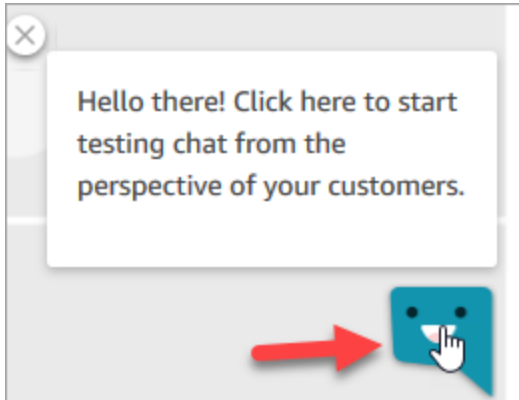 Hello there! Click here to start
testing chat from the
perspective of your customers.